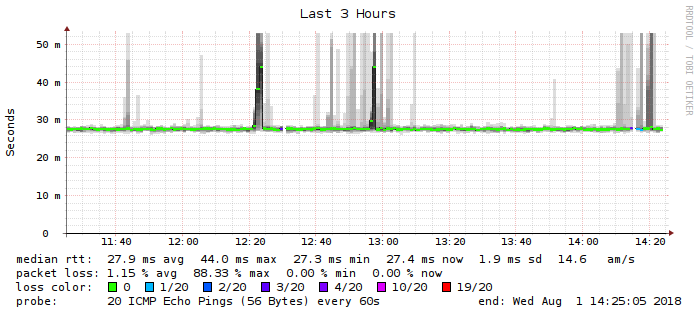 Last 3 Hours
RRDTOOL / TOBI OETIKER
Seconds
50 m
40 m
30 m
20 m
10 m
0
11:40 12:00 12:20 12:40 13:00 13:20 13:40 14:00 14:20
median rtt: 27.9 ms avg 44.0 ms max 27.3 ms min 27.4 ms now 1.9 ms sd 14.6 am/s
packet loss: 1.15 % avg 88.33 % max 0.00 % min 0.00 % now
loss color: 0 1/20 2/20 3/20 4/20 10/20 19/20
probe: 20 ICMP Echo Pings (56 Bytes) every 60s end: Wed Aug 1 14:25:05 2018